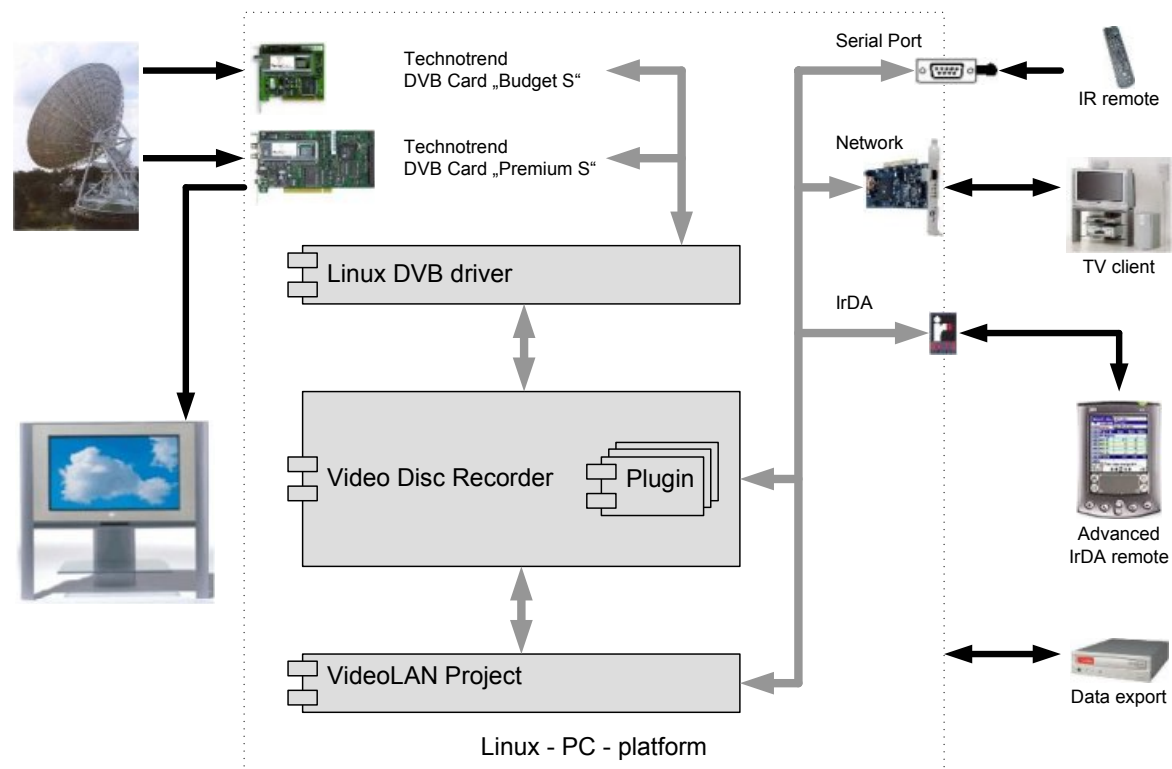 Technotrend
DVB Card „Budget S“
Technotrend
DVB Card „Premium S“
Serial Port
IR remote
Network
TV client
Linux DVB driver
IrDA
Video Disc Recorder
Plugin
Advanced
IrDA remote
VideoLAN Project
Data export
Linux - PC - platform